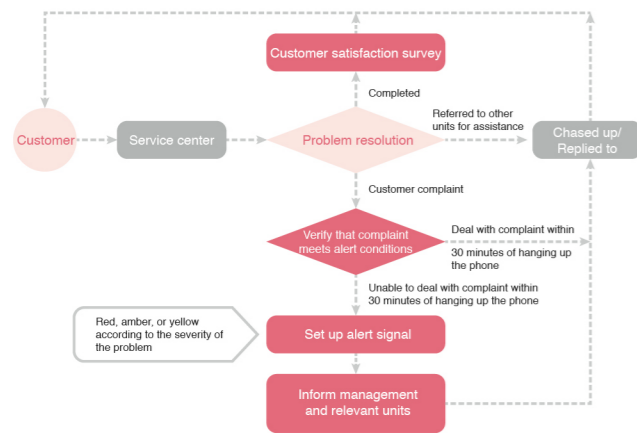 Customer satisfaction survey
Completed
Customer
Service center
Problem resolution
Referred to other
units for assistance
Chased up/
Replied to
Customer complaint
Verify that complaint
meets alert conditions
Deal with complaint within
30 minutes of hanging up
the phone
Unable to deal with complaint within
30 minutes of hanging up the phone
Red, amber, or yellow
according to the severity of
the problem
Set up alert signal
Inform management
and relevant units